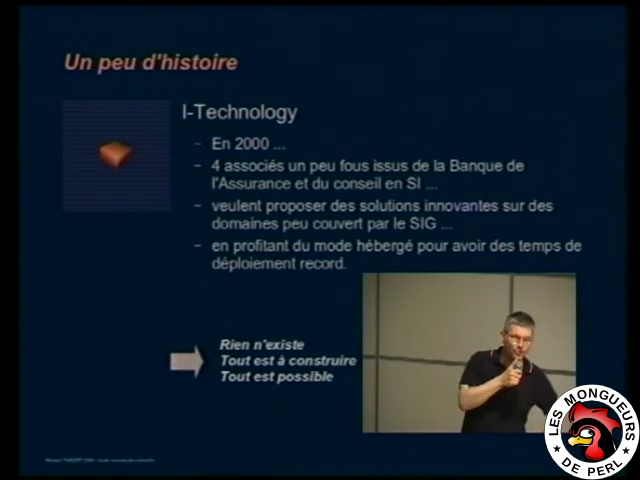 Un peu d'histoire
I-Technology
– En 2000 ...
– 4 associés un peu fous issus de la Banque de
l'Assurance et du conseil en SI ...
– veulent proposer des solutions innovantes sur des
domaines peu couvert par le SIG ...
– en profitant du mode hébergé pour avoir des temps de
déploiement record.
Rien n'existe
Tout est à construire
Tout est possible
LES MONGUEURS
★ DE PERL ★